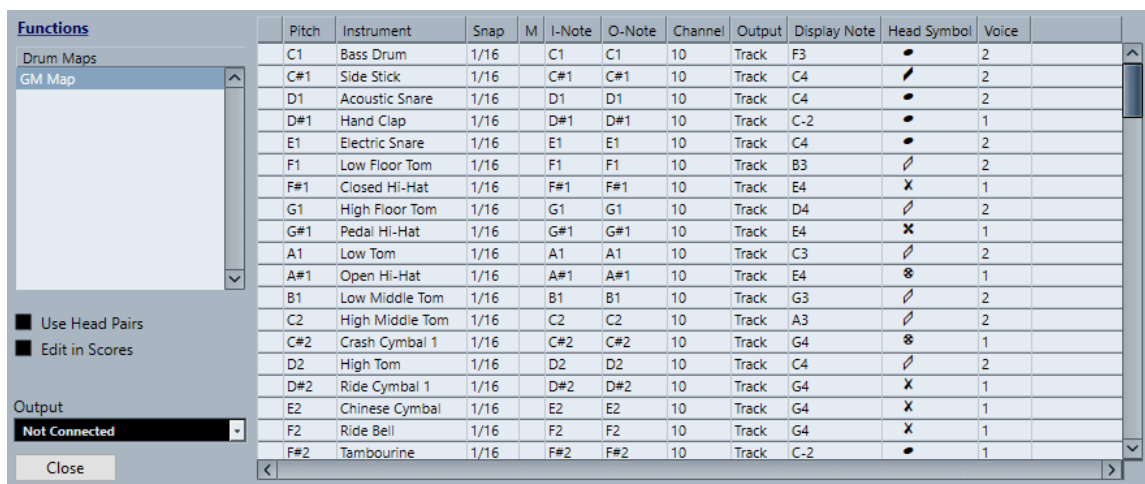 Functions
Drum Maps
GM Map
Use Head Pairs
Edit in Scores
Output
Not Connected
Close
Pitch Instrument Snap M I-Note O-Note Channel Output Display Note Head Symbol Voice
C1 Bass Drum 1/16 C1 C1 10 Track F3 2
C#1 Side Stick 1/16 C#1 C#1 10 Track C4 2
D1 Acoustic Snare 1/16 D1 D1 10 Track C4 2
D#1 Hand Clap 1/16 D#1 D#1 10 Track C-2 1
E1 Electric Snare 1/16 E1 E1 10 Track C4 2
F1 Low Floor Tom 1/16 F1 F1 10 Track B3 2
F#1 Closed Hi-Hat 1/16 F#1 F#1 10 Track E4 1
G1 High Floor Tom 1/16 G1 G1 10 Track D4 2
G#1 Pedal Hi-Hat 1/16 G#1 G#1 10 Track E4 1
A1 Low Tom 1/16 A1 A1 10 Track C3 2
A#1 Open Hi-Hat 1/16 A#1 A#1 10 Track E4 1
B1 Low Middle Tom 1/16 B1 B1 10 Track G3 2
C2 High Middle Tom 1/16 C2 C2 10 Track A3 2
C#2 Crash Cymbal 1 1/16 C#2 C#2 10 Track G4 1
D2 High Tom 1/16 D2 D2 10 Track C4 2
D#2 Ride Cymbal 1 1/16 D#2 D#2 10 Track G4 1
E2 Chinese Cymbal 1/16 E2 E2 10 Track G4 1
F2 Ride Bell 1/16 F2 F2 10 Track G4 1
F#2 Tambourine 1/16 F#2 F#2 10 Track C-2 1